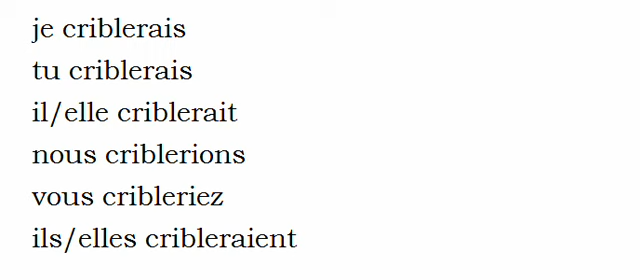 je criblerais
tu criblerais
il/elle criblerait
nous criblerions
vous cribleriez
ils/elles cribleraient